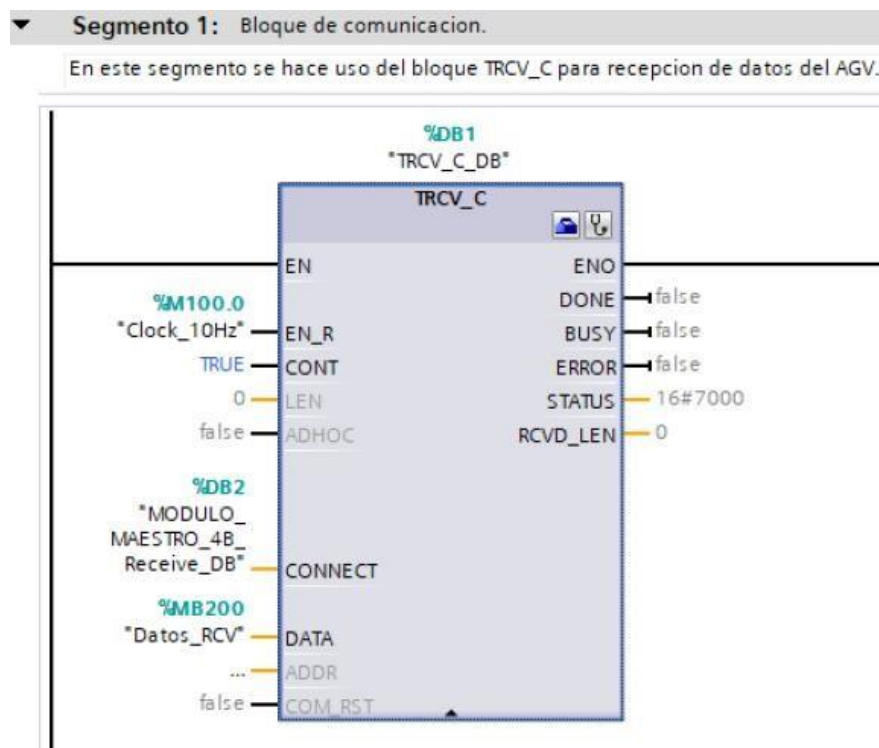 Segmento 1: Bloque de comunicacion.
En este segmento se hace uso del bloque TRCV_C para recepcion de datos del AGV.
%DB1
"TRCV_C_DB"
TRCV_C
EN ENO
DONE false
%M100.0
"Clock_10Hz" EN_R BUSY false
TRUE CONT ERROR false
0 LEN STATUS 16#7000
false ADHOC RCVD_LEN 0
%DB2
"MODULO_
MAESTRO_4B_
Receive_DB" CONNECT
%MB200
"Datos_RCV" DATA
... ADDR
false COM_RST